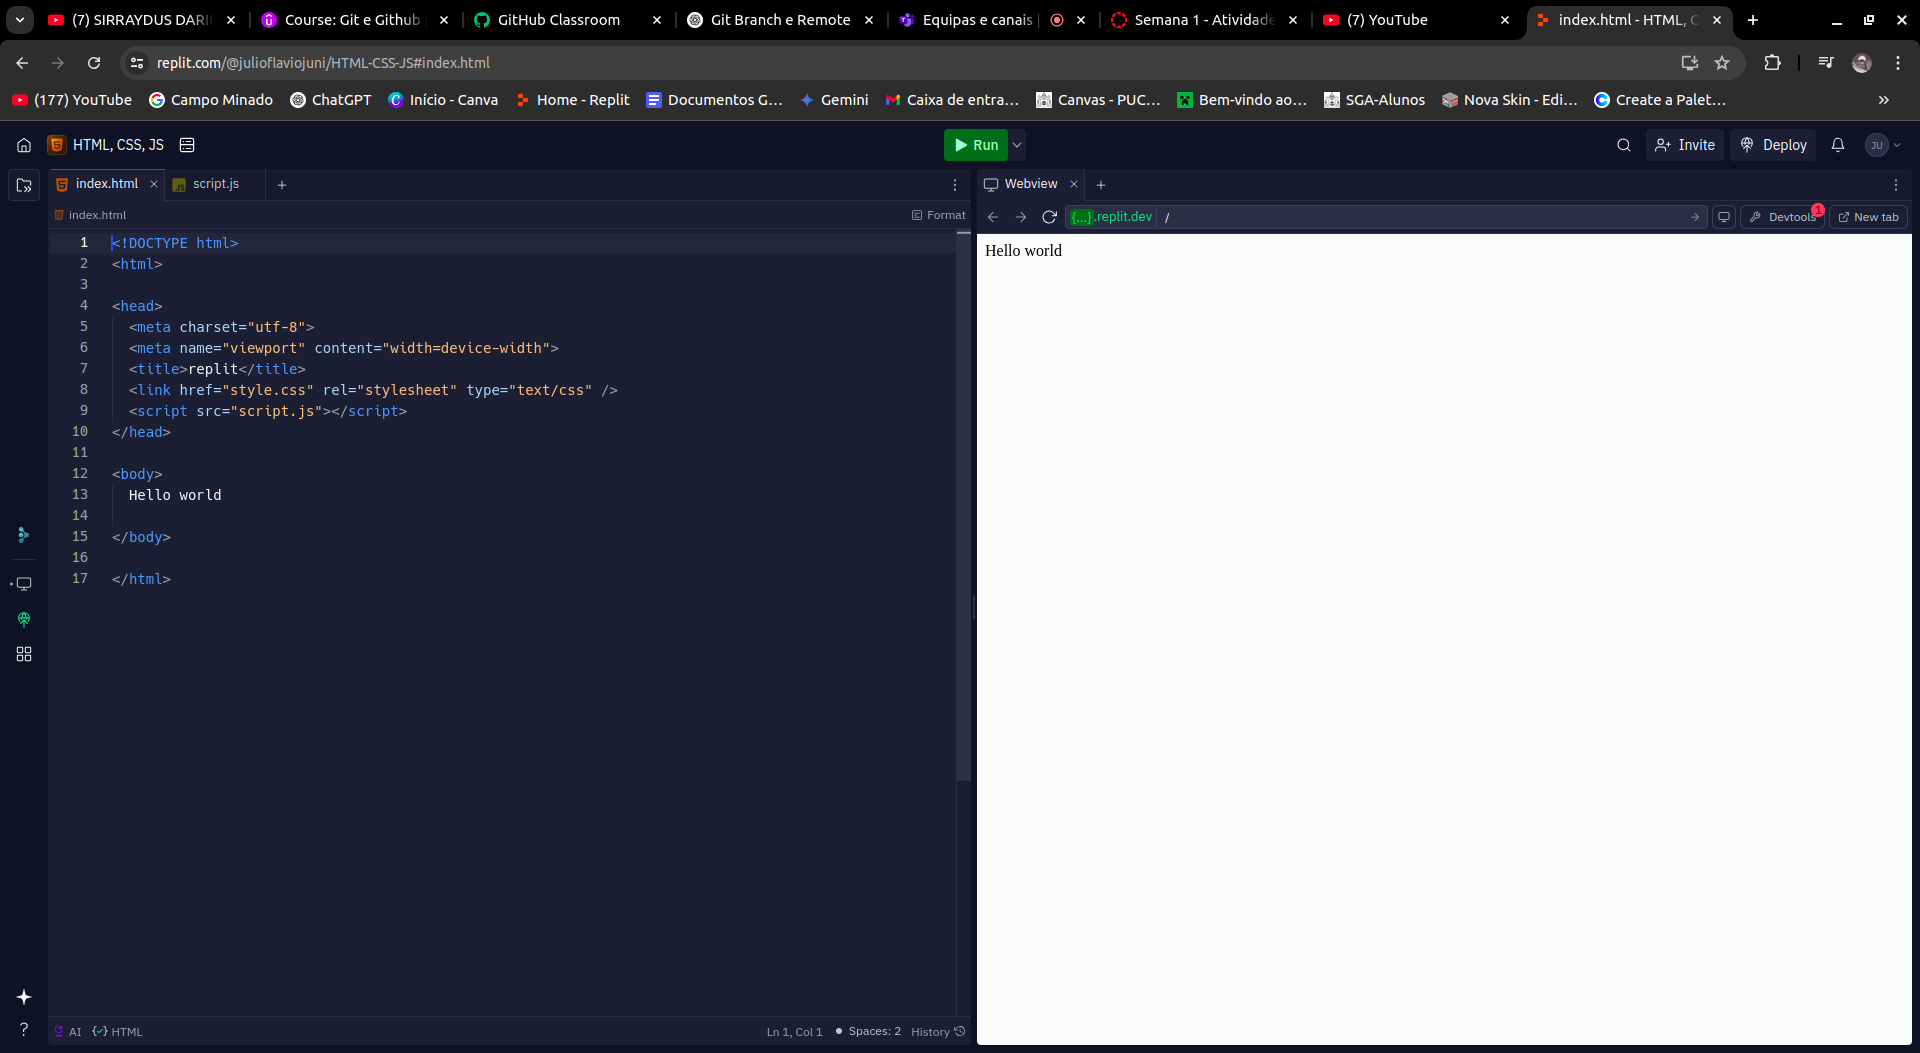 (7) SIRRAYDUS DARI
Course: Git e Github
GitHub Classroom
Git Branch e Remote
Equipas e canais
Semana 1 - Atividade
(7) YouTube
index.html - HTML, C
replit.com/@julioflaviojuni/HTML-CSS-JS#index.html
(177) YouTube
Campo Minado
ChatGPT
Início - Canva
Home - Replit
Documentos G...
Gemini
Caixa de entra...
Canvas - PUC...
Bem-vindo ao...
SGA-Alunos
Nova Skin - Edi...
Create a Palet...
HTML, CSS, JS
Run
Invite
Deploy
JU
index.html
script.js
index.html
Format
1 <!DOCTYPE html>
2 <html>
3
4 <head>
5 <meta charset="utf-8">
6 <meta name="viewport" content="width=device-width">
7 <title>replit</title>
8 <link href="style.css" rel="stylesheet" type="text/css" />
9 <script src="script.js"></script>
10 </head>
11
12 <body>
13 Hello world
14
15 </body>
16
17 </html>
AI
HTML
Ln 1, Col 1
Spaces: 2
History
Webview
{...}.replit.dev
/
Devtools
1
New tab
Hello world